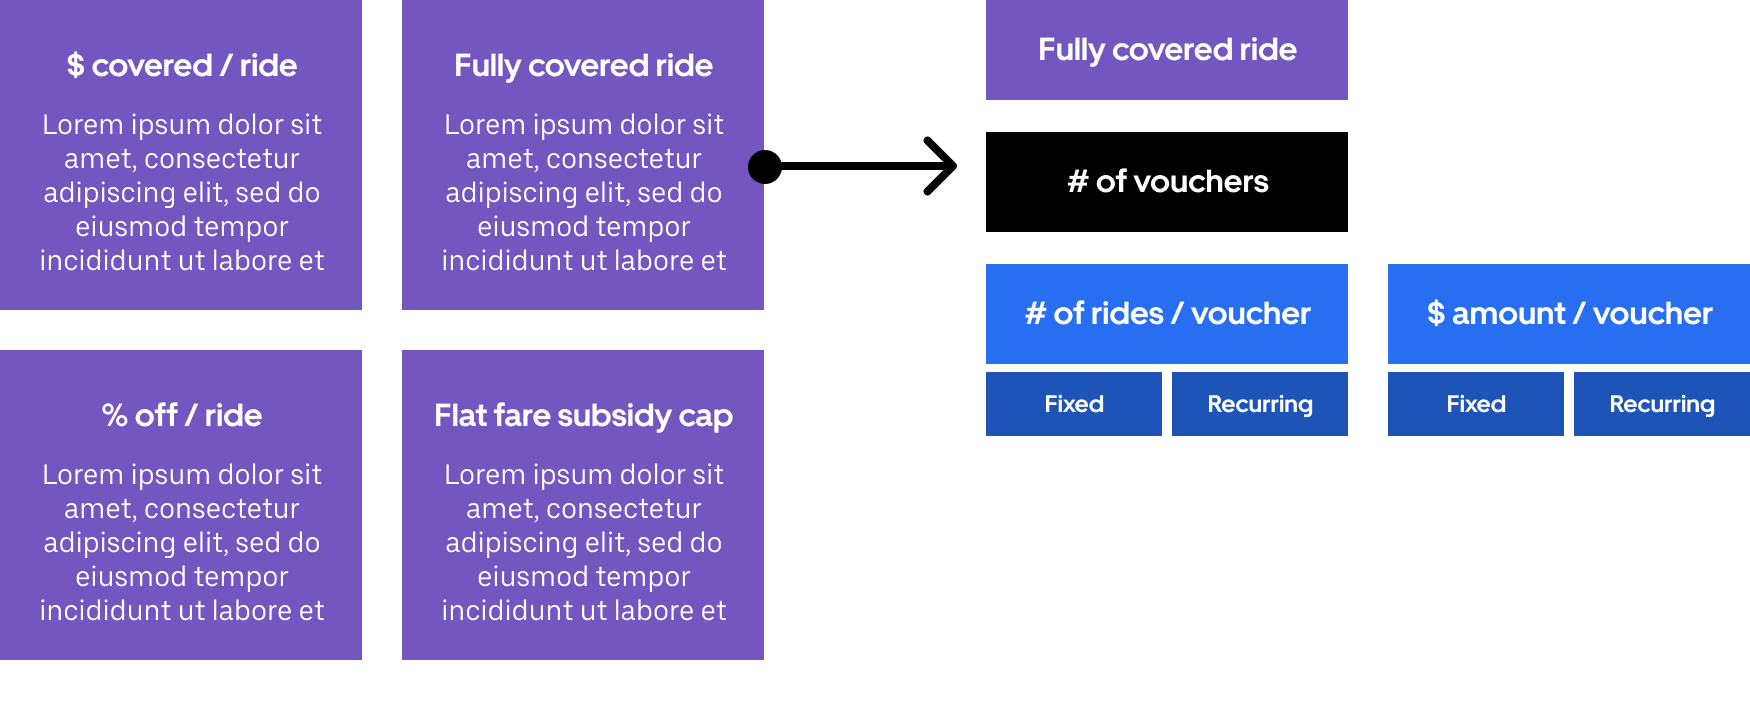 $ covered / ride
Lorem ipsum dolor sit
amet, consectetur
adipiscing elit, sed do
eiusmod tempor
incididunt ut labore et
Fully covered ride
Lorem ipsum dolor sit
amet, consectetur
adipiscing elit, sed do
eiusmod tempor
incididunt ut labore et
% off / ride
Lorem ipsum dolor sit
amet, consectetur
adipiscing elit, sed do
eiusmod tempor
incididunt ut labore et
Flat fare subsidy cap
Lorem ipsum dolor sit
amet, consectetur
adipiscing elit, sed do
eiusmod tempor
incididunt ut labore et
Fully covered ride
# of vouchers
# of rides / voucher
Fixed
Recurring
$ amount / voucher
Fixed
Recurring